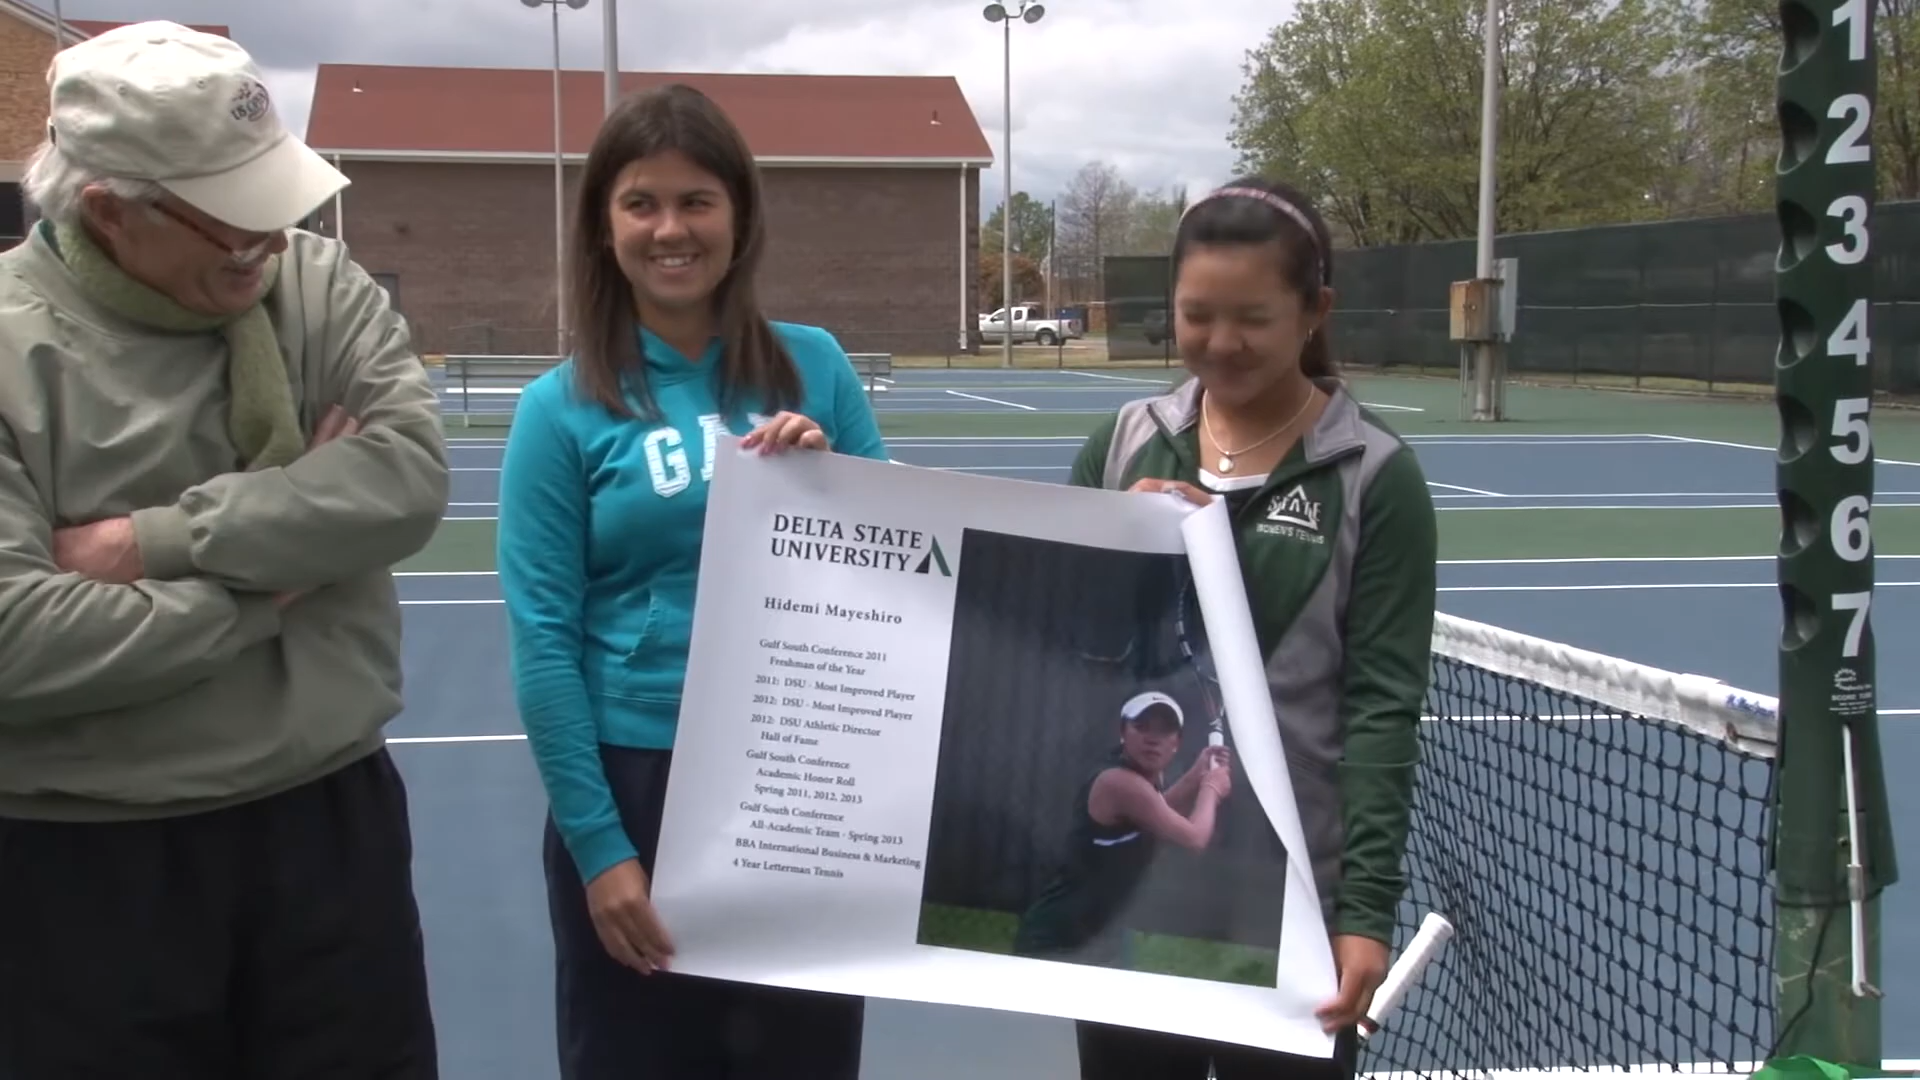 US OPEN
GA
DELTA STATE
UNIVERSITY
Hidemi Mayeshiro
Gulf South Conference 2011
Freshman of the Year
2011: DSU - Most Improved Player
2012: DSU - Most Improved Player
2012: DSU Athletic Director
Hall of Fame
Gulf South Conference
Academic Honor Roll
Spring 2011, 2012, 2013
Gulf South Conference
All-Academic Team - Spring 2013
BBA International Business & Marketing
4 Year Letterman Tennis
STATE
WOMEN'S TENNIS
1
2
3
4
5
6
7